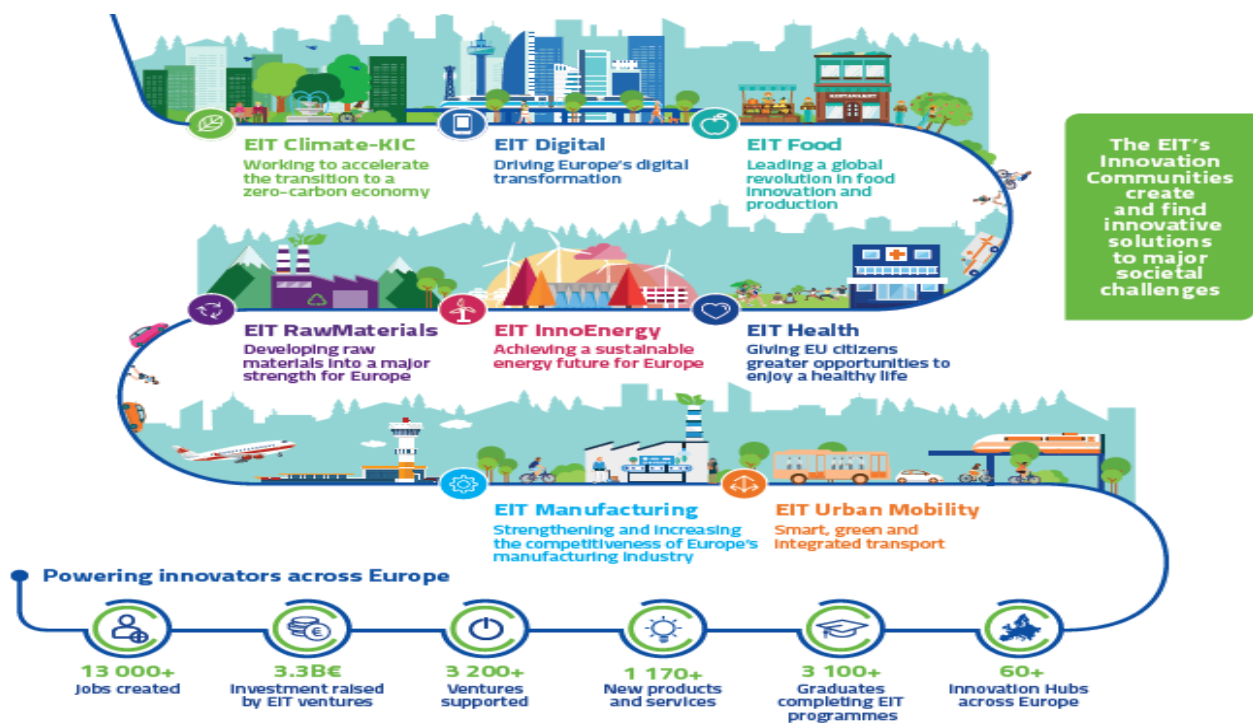 RESTAURANT
EIT Climate-KIC
Working to accelerate
the transition to a
zero-carbon economy
EIT Digital
Driving Europe's digital
transformation
EIT Food
Leading a global
revolution in food
innovation and
production
The EIT's
Innovation
Communities
create
and find
innovative
solutions
to major
societal
challenges
EIT RawMaterials
Developing raw
materials into a major
strength for Europe
EIT InnoEnergy
Achieving a sustainable
energy future for Europe
EIT Health
Giving EU citizens
greater opportunities to
enjoy a healthy life
EIT Manufacturing
Strengthening and increasing
the competitiveness of Europe's
manufacturing industry
EIT Urban Mobility
Smart, green and
integrated transport
Powering innovators across Europe
13 000+
Jobs created
3.3B€
Investment raised
by EIT ventures
3 200+
Ventures
supported
1 170+
New products
and services
3 100+
Graduates
completing EIT
programmes
60+
Innovation Hubs
across Europe